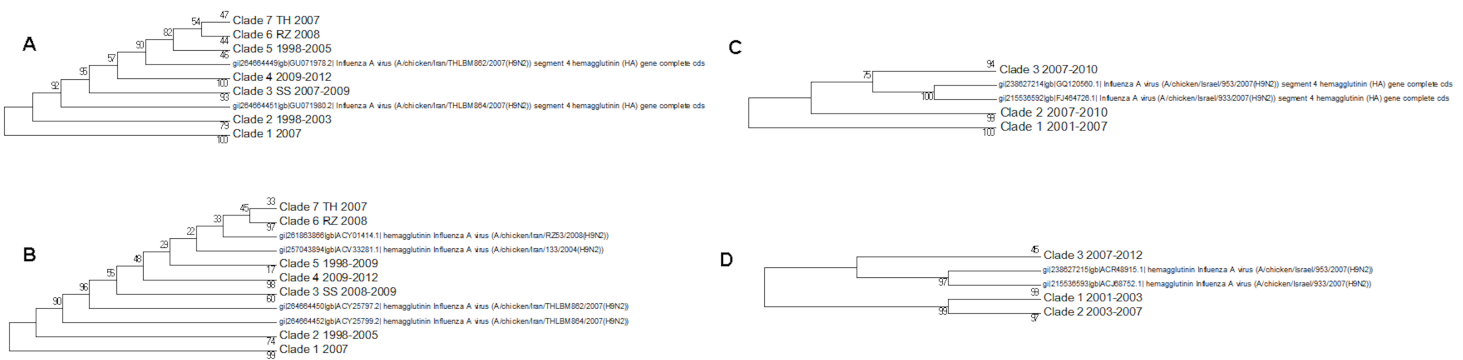 A
47
54
Clade 7 TH 2007
82
Clade 6 RZ 2008
44
90
Clade 5 1998-2005
46
57
gi|264664449|gb|GU071978.2| Influenza A virus (A/chicken/Iran/THLBM862/2007(H9N2)) segment 4 hemagglutinin (HA) gene complete cds
95
Clade 4 2009-2012
100
92
Clade 3 SS 2007-2009
93
gi|264664451|gb|GU071980.2| Influenza A virus (A/chicken/Iran/THLBM864/2007(H9N2)) segment 4 hemagglutinin (HA) gene complete cds
Clade 2 1998-2003
79
Clade 1 2007
100
C
94
75
Clade 3 2007-2010
gi|238627214|gb|GQ120560.1| Influenza A virus (A/chicken/Israel/953/2007(H9N2)) segment 4 hemagglutinin (HA) gene complete cds
100
gi|215536592|gb|FJ464726.1| Influenza A virus (A/chicken/Israel/933/2007(H9N2)) segment 4 hemagglutinin (HA) gene complete cds
Clade 2 2007-2010
99
Clade 1 2001-2007
100
B
33
45
Clade 7 TH 2007
33
Clade 6 RZ 2008
97
22
gi|261863866|gb|ACY01414.1| hemagglutinin Influenza A virus (A/chicken/Iran/RZ53/2008(H9N2))
29
gi|257043894|gb|ACV33281.1| hemagglutinin Influenza A virus (A/chicken/Iran/133/2004(H9N2))
48
Clade 5 1998-2009
17
55
Clade 4 2009-2012
98
96
Clade 3 SS 2008-2009
60
90
gi|264664450|gb|ACY25797.2| hemagglutinin Influenza A virus (A/chicken/Iran/THLBM862/2007(H9N2))
gi|264664452|gb|ACY25799.2| hemagglutinin Influenza A virus (A/chicken/Iran/THLBM864/2007(H9N2))
Clade 2 1998-2005
74
Clade 1 2007
99
D
45
Clade 3 2007-2012
gi|238627215|gb|ACR48915.1| hemagglutinin Influenza A virus (A/chicken/Israel/953/2007(H9N2))
97
gi|215536593|gb|ACJ68752.1| hemagglutinin Influenza A virus (A/chicken/Israel/933/2007(H9N2))
99
Clade 1 2001-2003
99
Clade 2 2003-2007
97